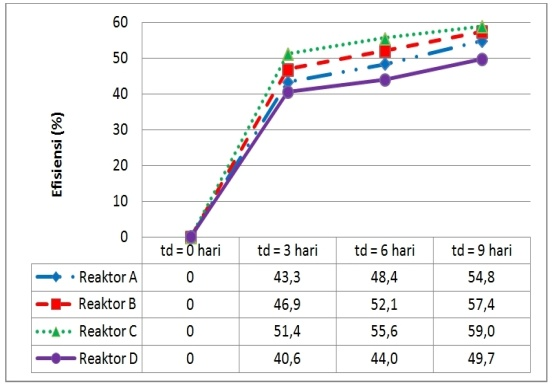 Efisiensi (%)
60
50
40
30
20
10
0
td = 0 hari td = 3 hari td = 6 hari td = 9 hari
Reaktor A 0 43,3 48,4 54,8
Reaktor B 0 46,9 52,1 57,4
Reaktor C 0 51,4 55,6 59,0
Reaktor D 0 40,6 44,0 49,7